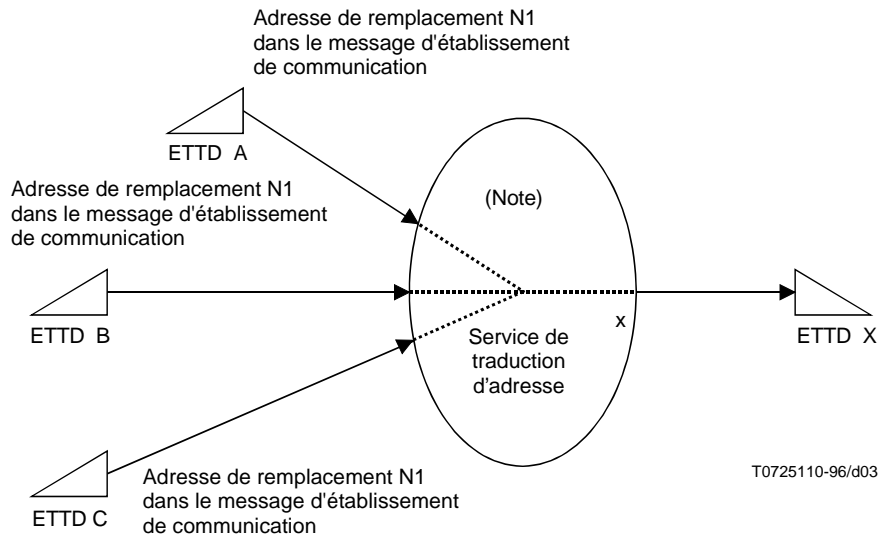 Adresse de remplacement N1
dans le message d'établissement
de communication
ETTD A
Adresse de remplacement N1
dans le message d'établissement
de communication
(Note)
ETTD B
x
ETTD X
Service de
traduction
d'adresse
T0725110-96/d03
Adresse de remplacement N1
dans le message d'établissement
de communication
ETTD C